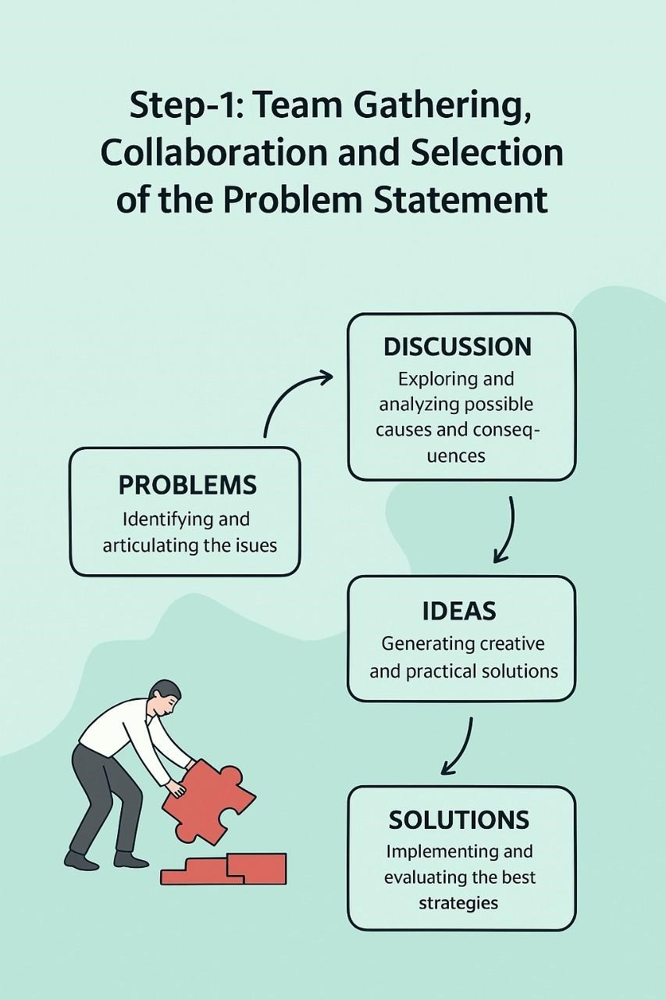 Step-1: Team Gathering,
Collaboration and Selection
of the Problem Statement
PROBLEMS
Identifying and
articulating the isues
DISCUSSION
Exploring and
analyzing possible
causes and conseq-
uences
IDEAS
Generating creative
and practical solutions
SOLUTIONS
Implementing and
evaluating the best
strategies